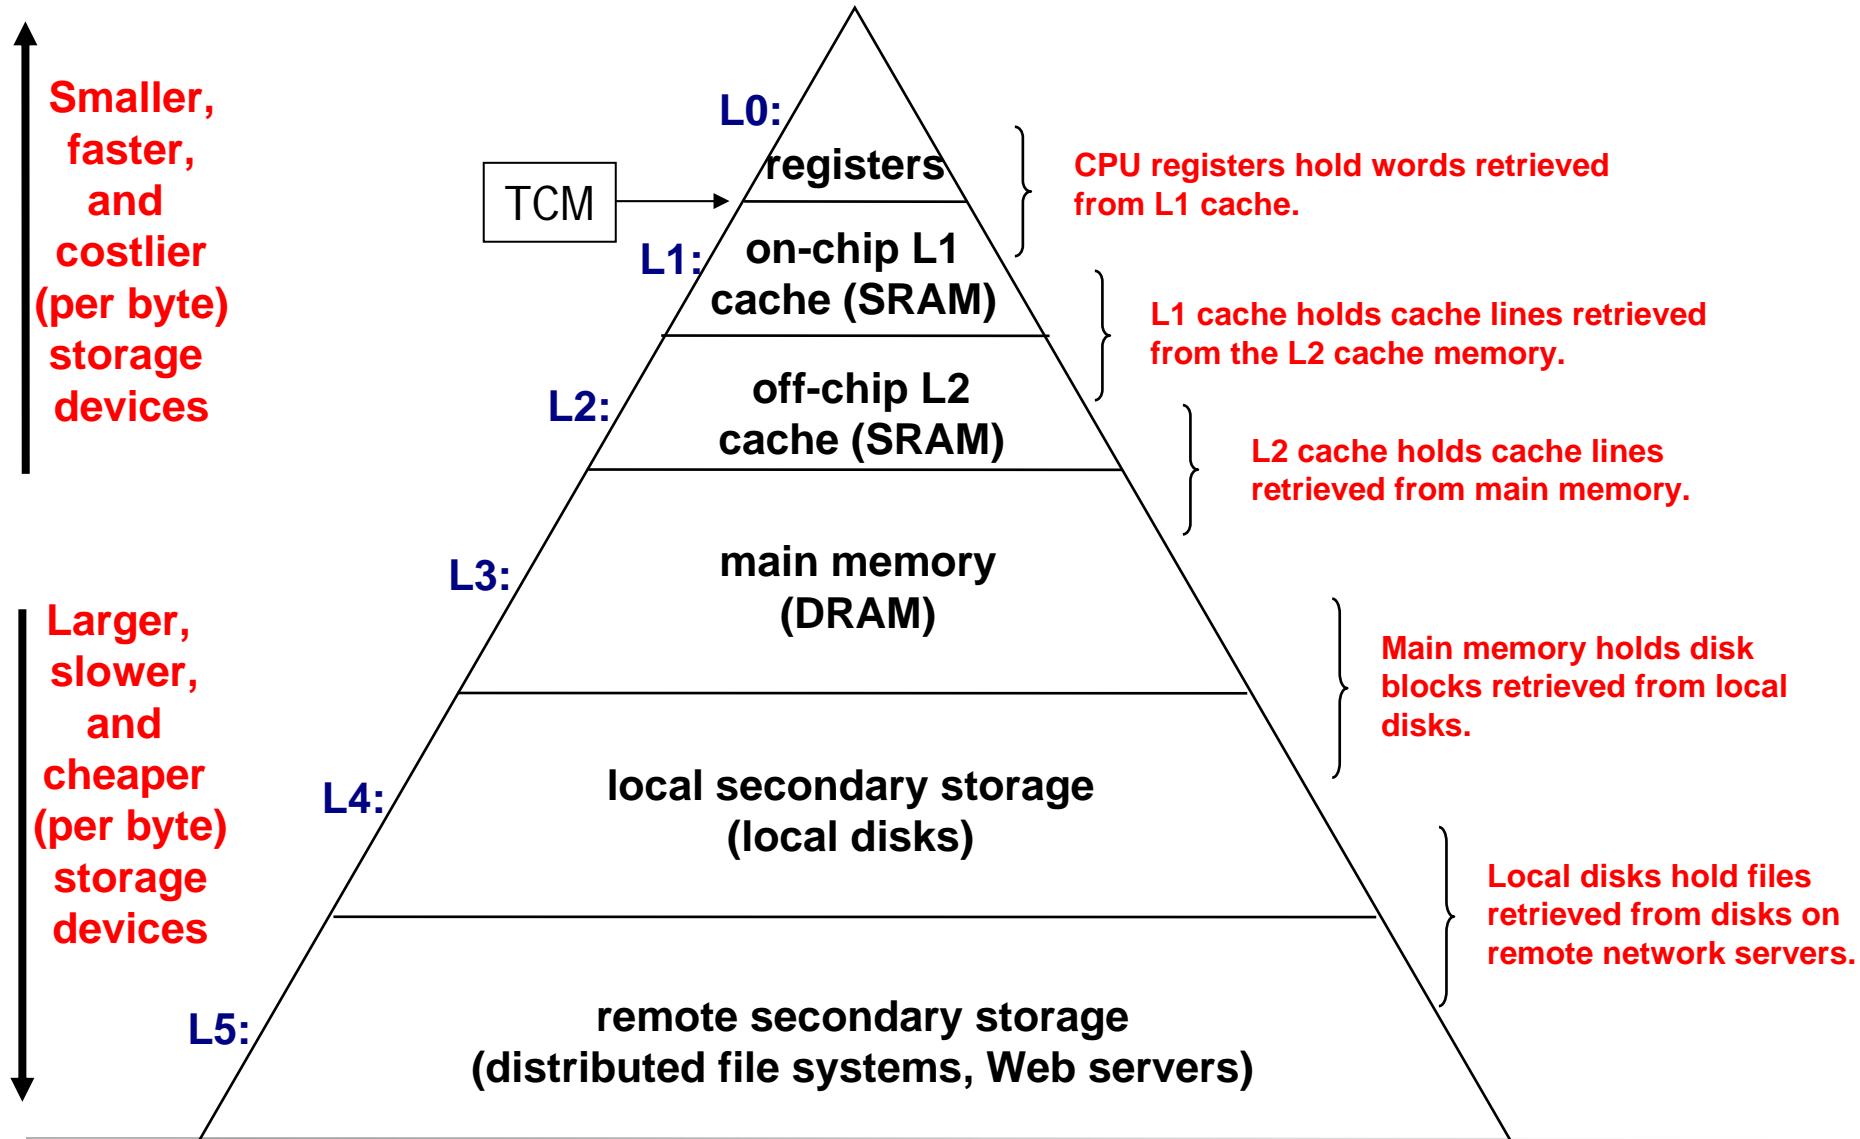 Smaller,
faster,
and
costlier
(per byte)
storage
devices
Larger,
slower,
and
cheaper
(per byte)
storage
devices
TCM
L0:
registers
L1:
on-chip L1
cache (SRAM)
L2:
off-chip L2
cache (SRAM)
L3:
main memory
(DRAM)
L4:
local secondary storage
(local disks)
L5:
remote secondary storage
(distributed file systems, Web servers)
CPU registers hold words retrieved
from L1 cache.
L1 cache holds cache lines retrieved
from the L2 cache memory.
L2 cache holds cache lines
retrieved from main memory.
Main memory holds disk
blocks retrieved from local
disks.
Local disks hold files
retrieved from disks on
remote network servers.